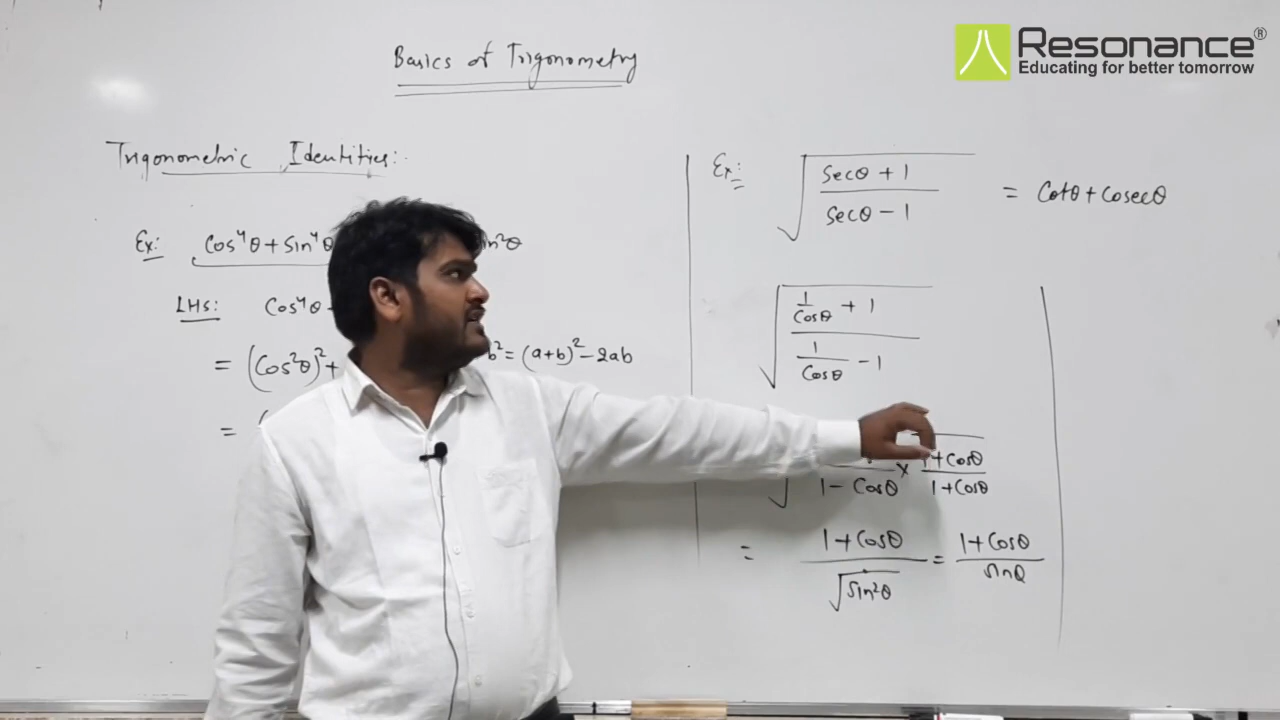 Resonance®
Educating for better tomorrow
Basics of Trigonometry
Trigonometric Identities:-
Ex: Cos⁴θ + Sin⁴θ in²θ
LHS: Cos⁴θ -
= (Cos²θ)² + b² = (a+b)² - 2ab
= (
Ex: √((Secθ + 1)/(Secθ - 1)) = Cotθ + Cosecθ
√((1/Cosθ + 1)/(1/Cosθ - 1))
√( /(1 - Cosθ) × (1+Cosθ)/(1+Cosθ))
= (1+Cosθ)/√(Sin²θ) = (1+Cosθ)/Sinθ